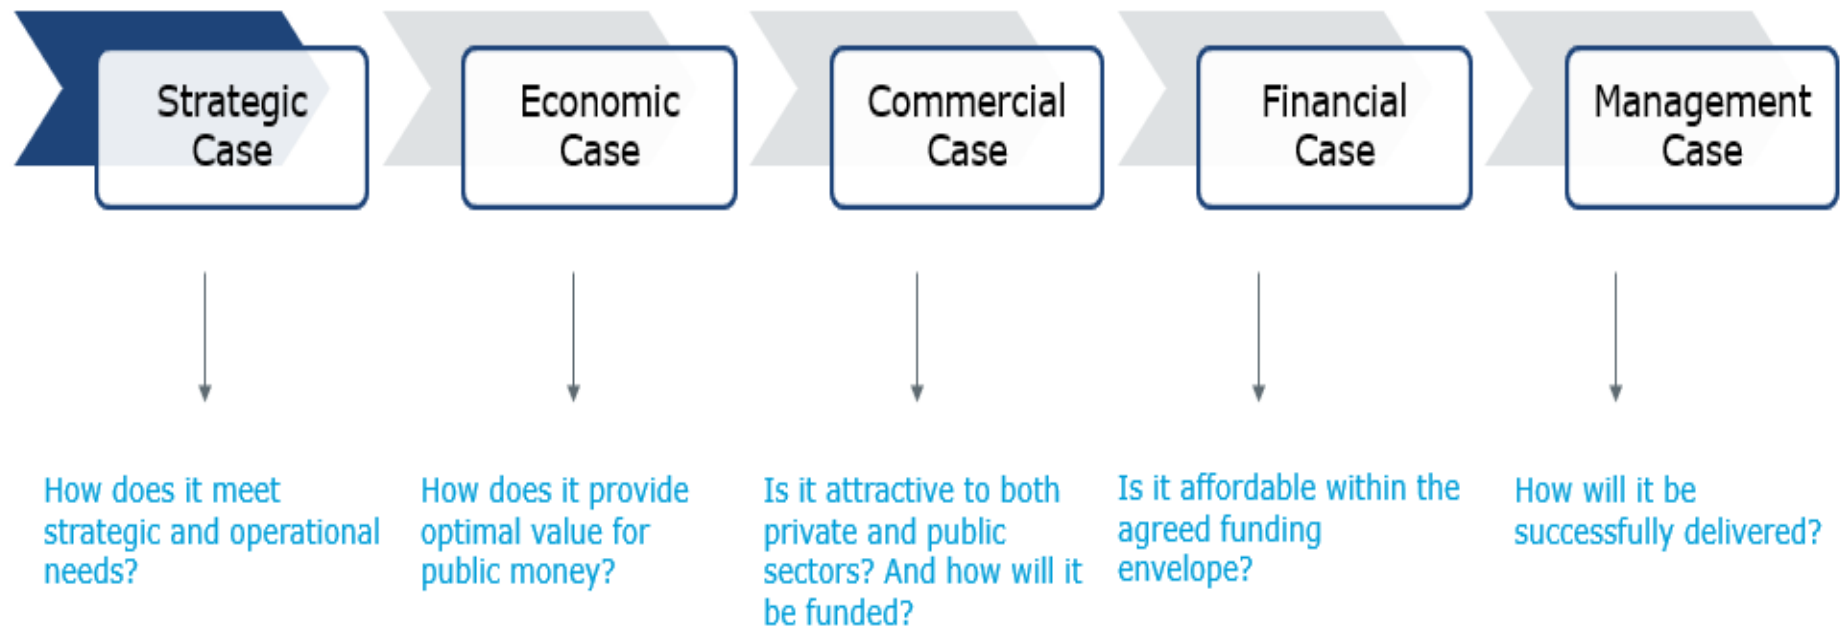 Strategic
Case
Economic
Case
Commercial
Case
Financial
Case
Management
Case
How does it meet
strategic and operational
needs?
How does it provide
optimal value for
public money?
Is it attractive to both
private and public
sectors? And how will it
be funded?
Is it affordable within the
agreed funding
envelope?
How will it be
successfully delivered?